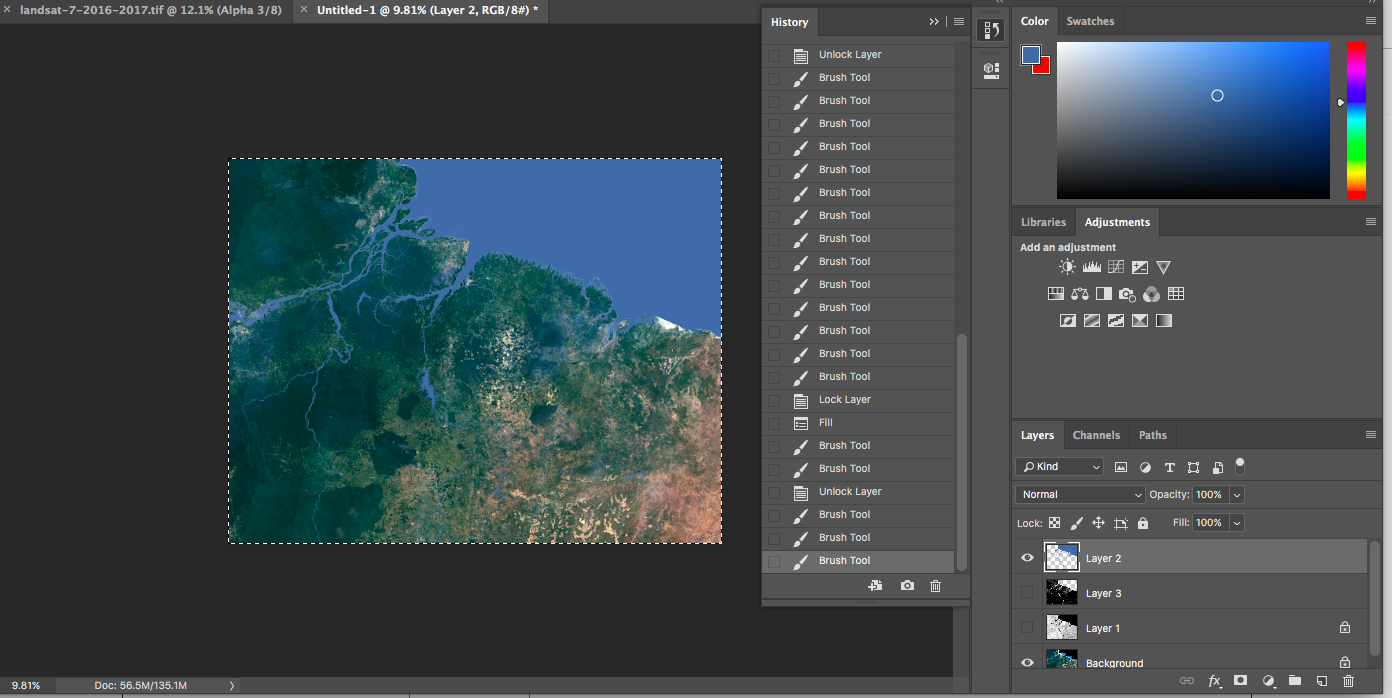 landsat-7-2016-2017.tif @ 12.1% (Alpha 3/8)
Untitled-1 @ 9.81% (Layer 2, RGB/8#) *
History
Unlock Layer
Brush Tool
Brush Tool
Brush Tool
Brush Tool
Brush Tool
Brush Tool
Brush Tool
Brush Tool
Brush Tool
Brush Tool
Brush Tool
Brush Tool
Brush Tool
Brush Tool
Lock Layer
Fill
Brush Tool
Brush Tool
Unlock Layer
Brush Tool
Brush Tool
Brush Tool
Color Swatches
Libraries Adjustments
Add an adjustment
Layers Channels Paths
Kind
Normal Opacity: 100%
Lock: Fill: 100%
Layer 2
Layer 3
Layer 1
Background
fx
9.81% Doc: 56.5M/135.1M